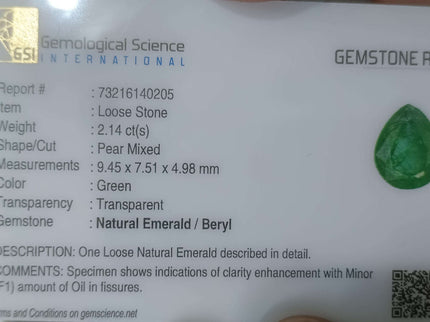 GSI Gemological Science
INTERNATIONAL
GEMSTONE R
Report # : 73216140205
Item : Loose Stone
Weight : 2.14 ct(s)
Shape/Cut : Pear Mixed
Measurements : 9.45 x 7.51 x 4.98 mm
Color : Green
Transparency : Transparent
Gemstone : Natural Emerald / Beryl
DESCRIPTION: One Loose Natural Emerald described in detail.
COMMENTS: Specimen shows indications of clarity enhancement with Minor
(F1) amount of Oil in fissures.
Terms and Conditions on gemscience.net